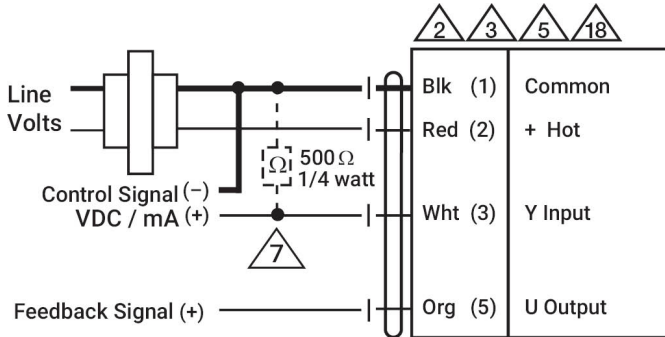 2 3 5 18
Line
Volts
Blk (1) Common
Red (2) + Hot
Ω 500 Ω
1/4 watt
Control Signal (–)
VDC / mA (+)
Wht (3) Y Input
7
Feedback Signal (+)
Org (5) U Output